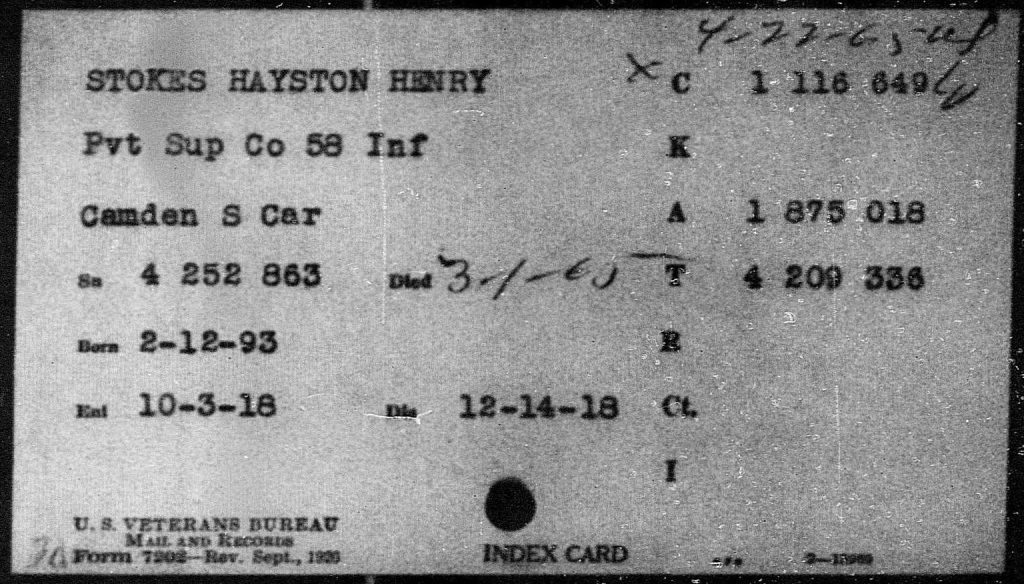 4-22-65
STOKES HAYSTON HENRY X C 1 116 649
Pvt Sup Co 58 Inf K
Camden S Car A 1 875 018
Sn 4 252 863 Died 3-1-65 T 4 209 336
Born 2-12-93 R
Enl 10-3-18 Dis 12-14-18 Ct.
I
U. S. VETERANS BUREAU
MAIL AND RECORDS
Form 7202—Rev. Sept., 1926 INDEX CARD